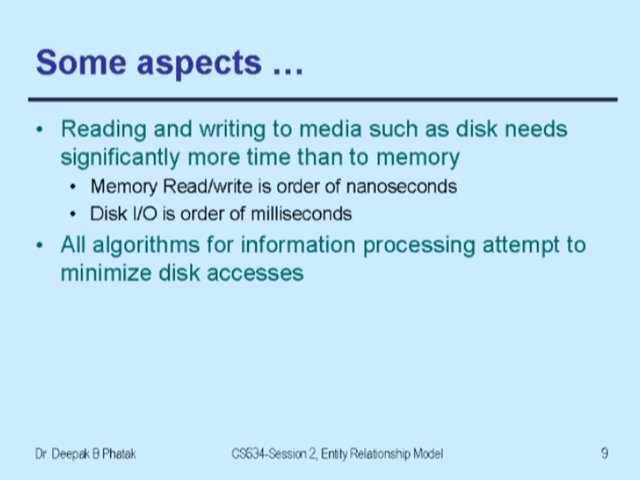 Some aspects ...
• Reading and writing to media such as disk needs
significantly more time than to memory
• Memory Read/write is order of nanoseconds
• Disk I/O is order of milliseconds
• All algorithms for information processing attempt to
minimize disk accesses
Dr. Deepak B Phatak
CS634-Session 2, Entity Relationship Model
9